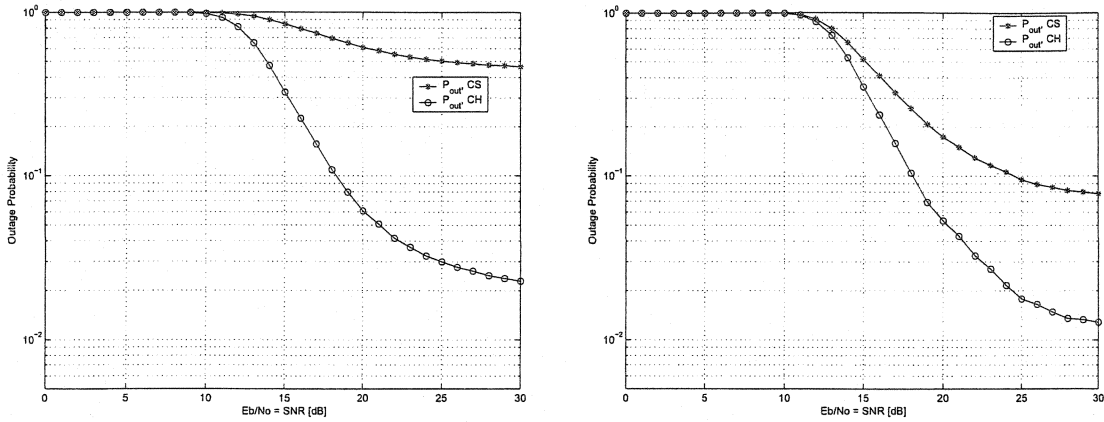 10^0
10^-1
10^-2
Outage Probability
0 5 10 15 20 25 30
Eb/No = SNR [dB]
P_out, CS
P_out, CH
10^0
10^-1
10^-2
Outage Probability
0 5 10 15 20 25 30
Eb/No = SNR [dB]
P_out, CS
P_out, CH